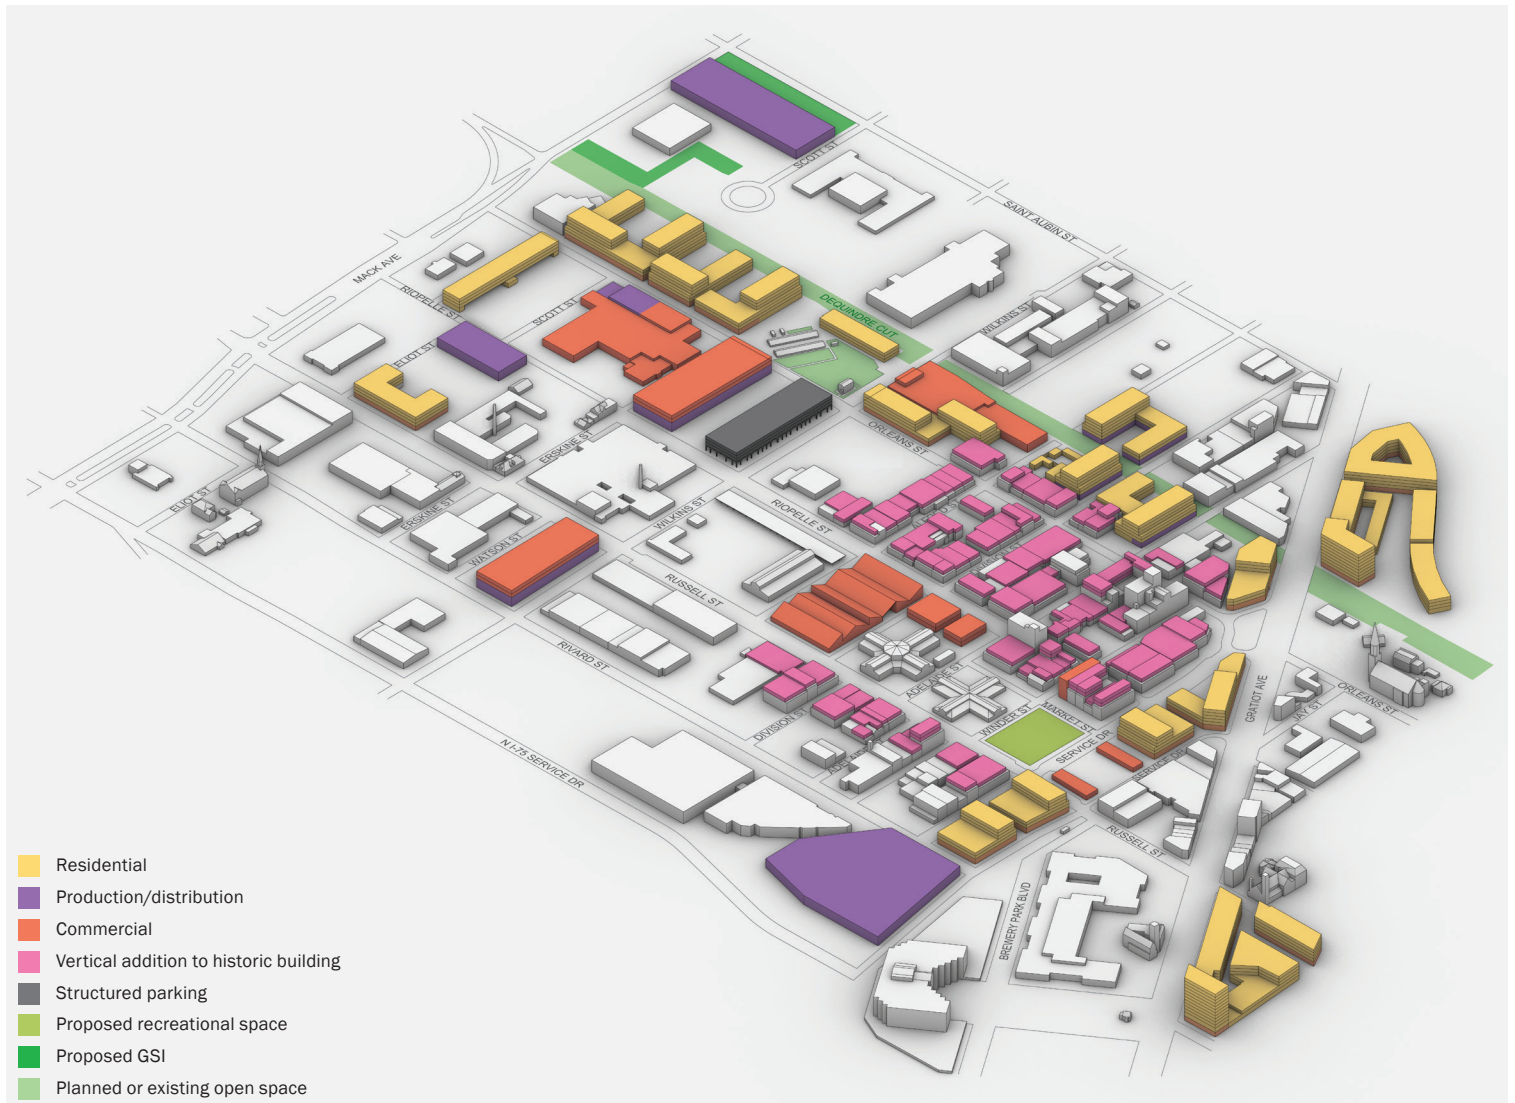 SCOTT ST
SAINT AUBIN ST
MACK AVE
RIOPELLE ST
SCOTT ST
DEQUINDRE CUT
WILKINS ST
ELIOT ST
ORLEANS ST
ERSKINE ST
ELIOT ST
ERSKINE ST
WILKINS ST
RIOPELLE ST
WATSON ST
DIVISION ST
RUSSELL ST
RIVARD ST
ADELAIDE ST
GRATIOT AVE
ORLEANS ST
JAY ST
MARKET ST
WINDER ST
DIVISION ST
SERVICE DR
SERVICE DR
N I-75 SERVICE DR
RUSSELL ST
BREWERY PARK BLVD
Residential
Production/distribution
Commercial
Vertical addition to historic building
Structured parking
Proposed recreational space
Proposed GSI
Planned or existing open space